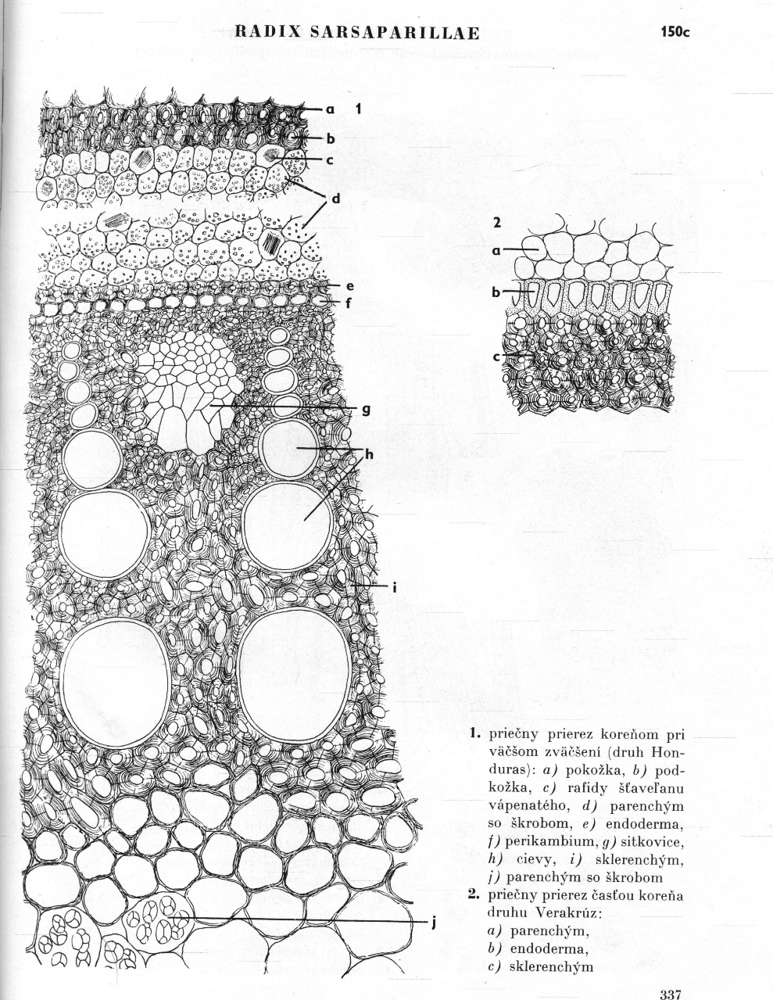 RADIX SARSAPARILLAE
150c
a
1
b
c
d
e
f
g
h
i
j
2
a
b
c
1. priečny prierez koreňom pri
väčšom zväčšení (druh Hon-
duras): a) pokožka, b) pod-
kožka, c) rafidy šťaveľanu
vápenatého, d) parenchým
so škrobom, e) endoderma,
f) perikambium, g) sitkovice,
h) cievy, i) sklerenchým,
j) parenchým so škrobom
2. priečny prierez časťou koreňa
druhu Verakrúz:
a) parenchým,
b) endoderma,
c) sklerenchým
337